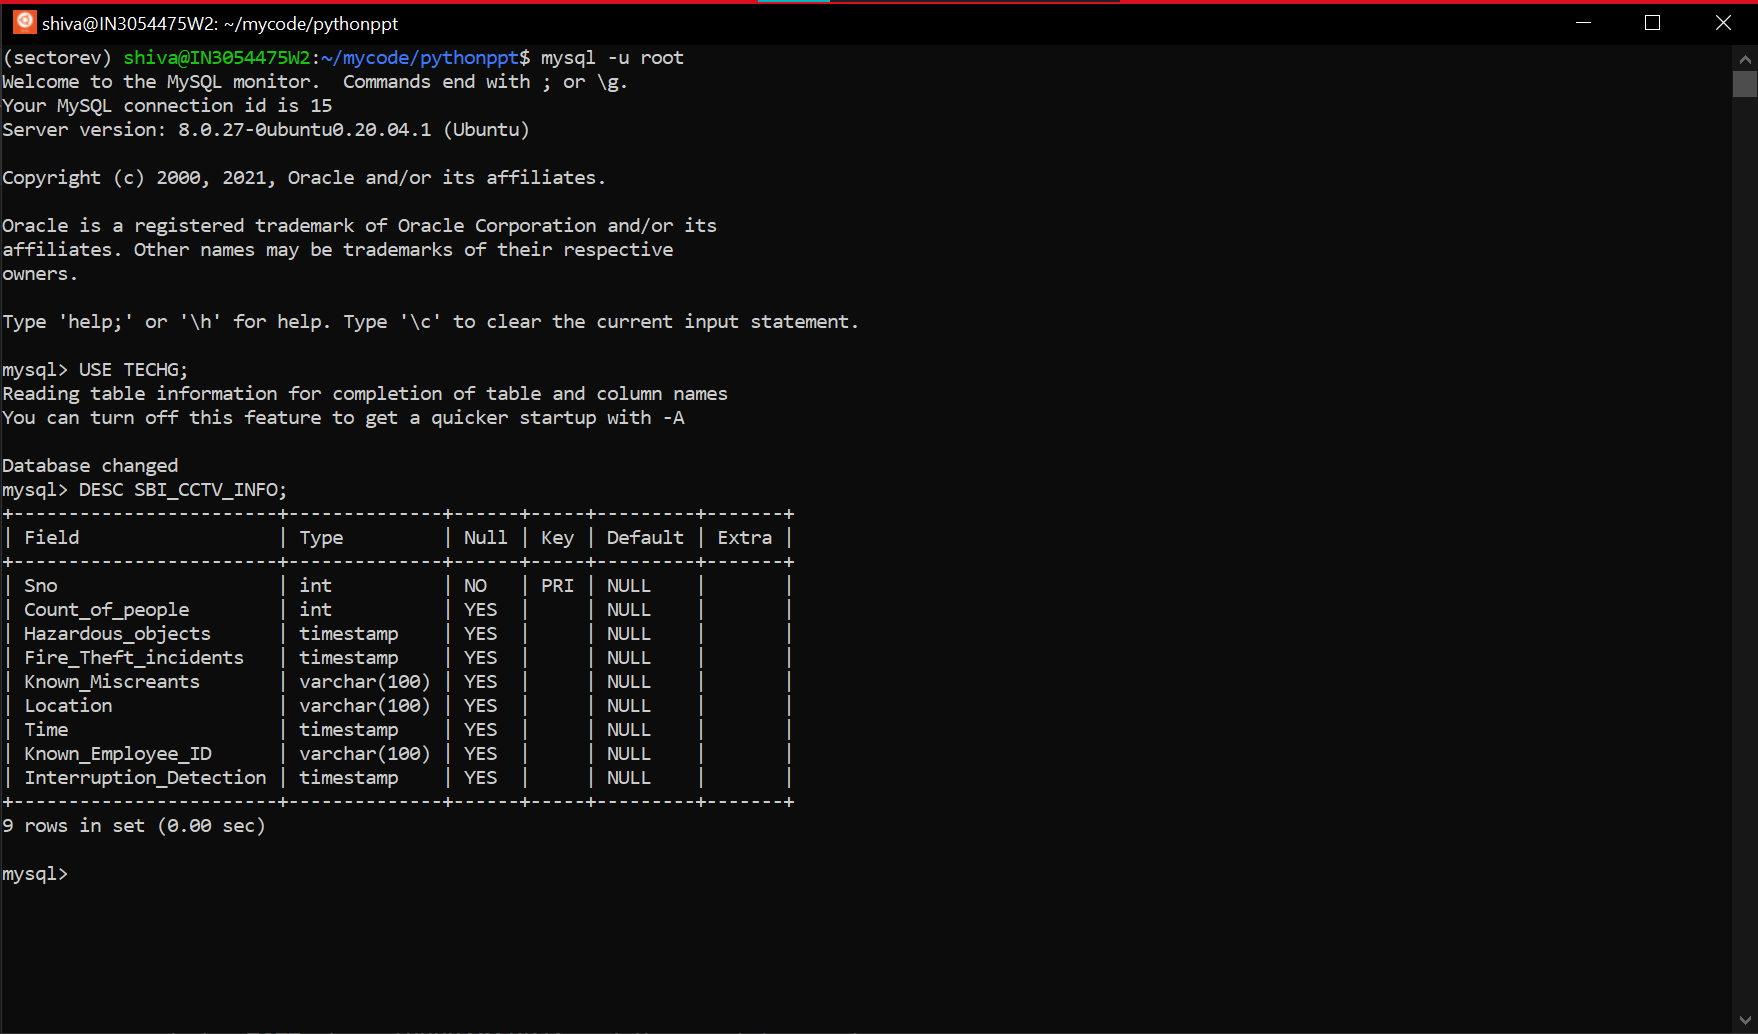 shiva@IN3054475W2: ~/mycode/pythonppt
(sectorev) shiva@IN3054475W2:~/mycode/pythonppt$ mysql -u root
Welcome to the MySQL monitor.  Commands end with ; or \g.
Your MySQL connection id is 15
Server version: 8.0.27-0ubuntu0.20.04.1 (Ubuntu)
Copyright (c) 2000, 2021, Oracle and/or its affiliates.
Oracle is a registered trademark of Oracle Corporation and/or its
affiliates. Other names may be trademarks of their respective
owners.
Type 'help;' or '\h' for help. Type '\c' to clear the current input statement.
mysql> USE TECHG;
Reading table information for completion of table and column names
You can turn off this feature to get a quicker startup with -A
Database changed
mysql> DESC SBI_CCTV_INFO;
+------------------------+--------------+------+-----+---------+-------+
| Field                  | Type         | Null | Key | Default | Extra |
+------------------------+--------------+------+-----+---------+-------+
| Sno                    | int          | NO   | PRI | NULL    |       |
| Count_of_people        | int          | YES  |     | NULL    |       |
| Hazardous_objects      | timestamp    | YES  |     | NULL    |       |
| Fire_Theft_incidents   | timestamp    | YES  |     | NULL    |       |
| Known_Miscreants       | varchar(100) | YES  |     | NULL    |       |
| Location               | varchar(100) | YES  |     | NULL    |       |
| Time                   | timestamp    | YES  |     | NULL    |       |
| Known_Employee_ID      | varchar(100) | YES  |     | NULL    |       |
| Interruption_Detection | timestamp    | YES  |     | NULL    |       |
+------------------------+--------------+------+-----+---------+-------+
9 rows in set (0.00 sec)
mysql>